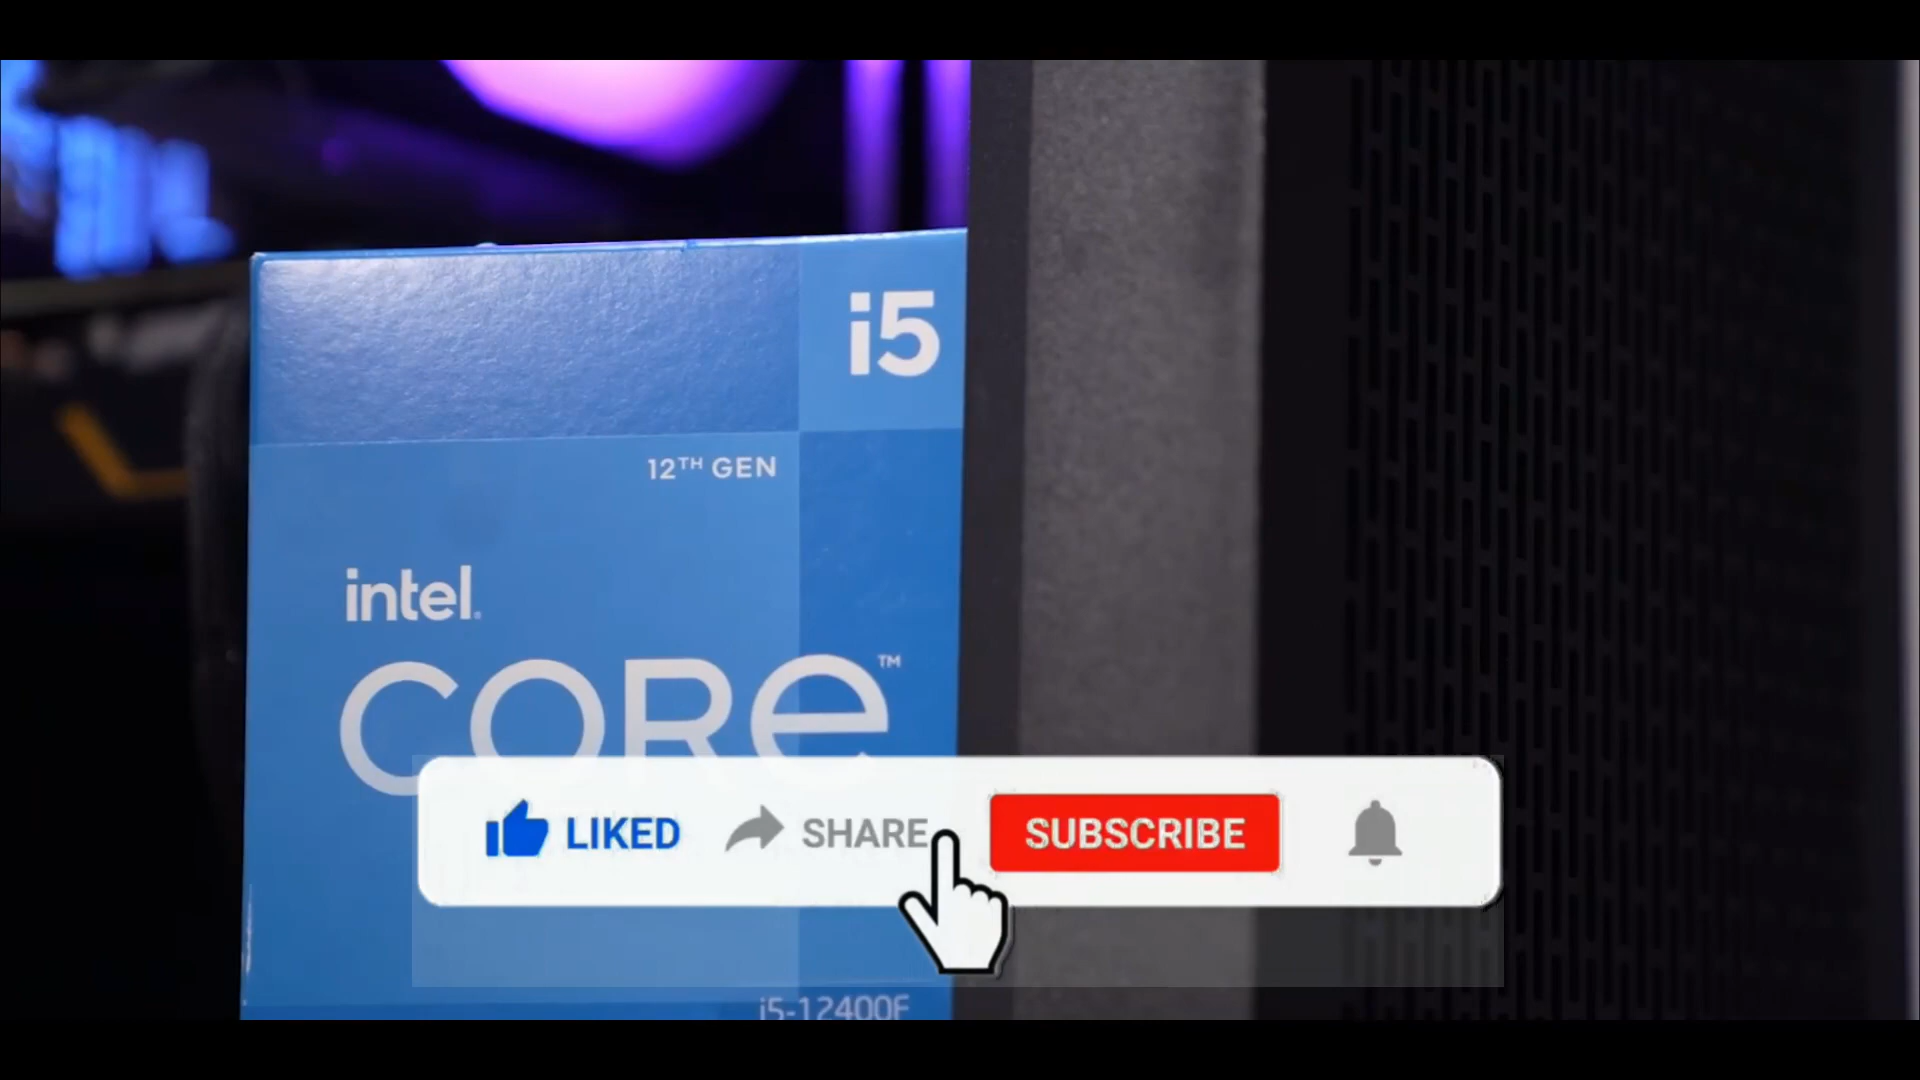 i5
12TH GEN
intel.
CORE™
LIKED SHARE SUBSCRIBE
i5-12400F